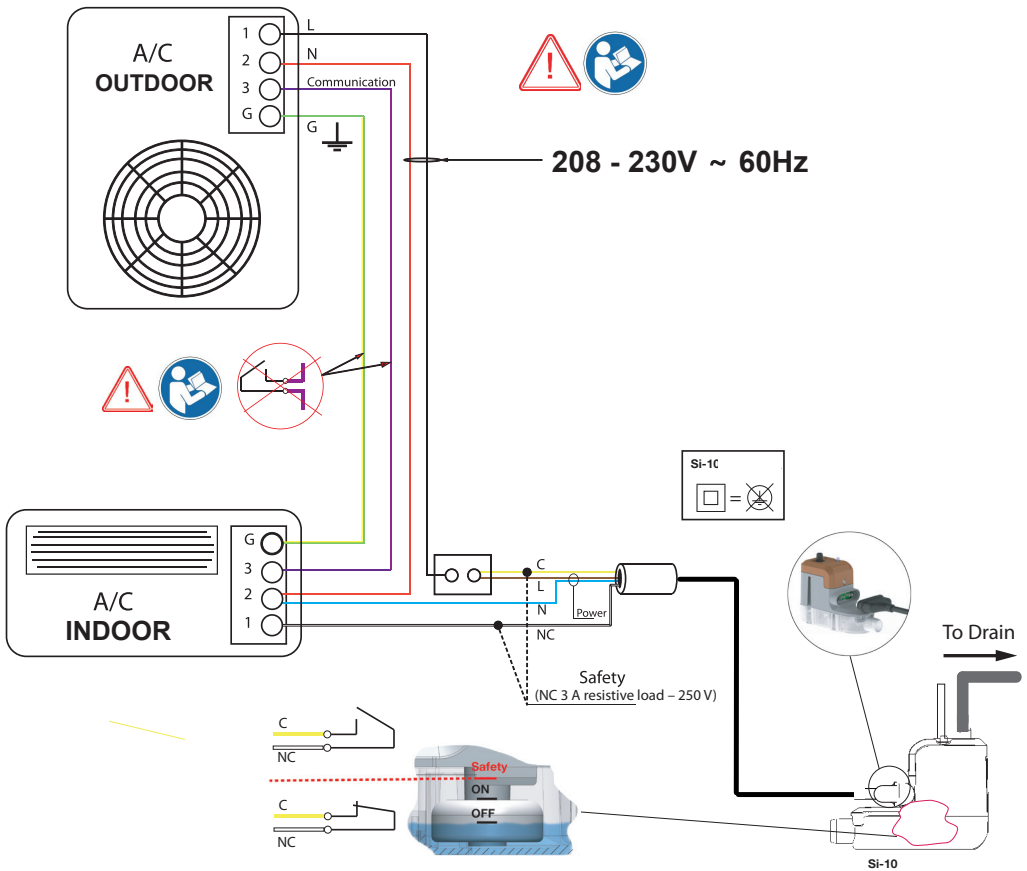 A/C
OUTDOOR
1
2
3
G
L
N
Communication
G
!
208 - 230V ~ 60Hz
!
Si-10
=
A/C
INDOOR
G
3
2
1
C
L
N
NC
Power
Safety
(NC 3 A resistive load – 250 V)
To Drain
C
NC
C
NC
Safety
ON
OFF
Si-10